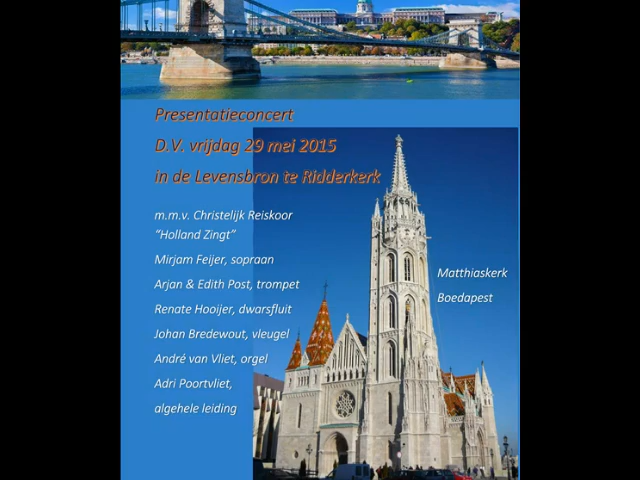 Presentatieconcert
D.V. vrijdag 29 mei 2015
in de Levensbron te Ridderkerk
m.m.v. Christelijk Reiskoor
“Holland Zingt”
Mirjam Feijer, sopraan
Arjan & Edith Post, trompet
Renate Hooijer, dwarsfluit
Johan Bredewout, vleugel
André van Vliet, orgel
Adri Poortvliet,
algehele leiding
Matthiaskerk
Boedapest